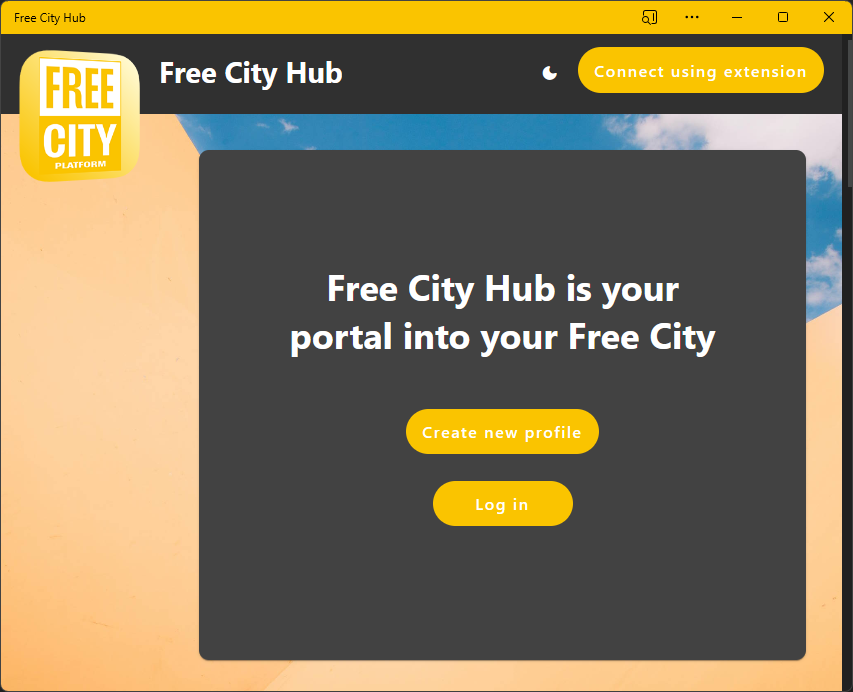 Free City Hub
FREE
CITY
PLATFORM
Free City Hub
Connect using extension
Free City Hub is your
portal into your Free City
Create new profile
Log in